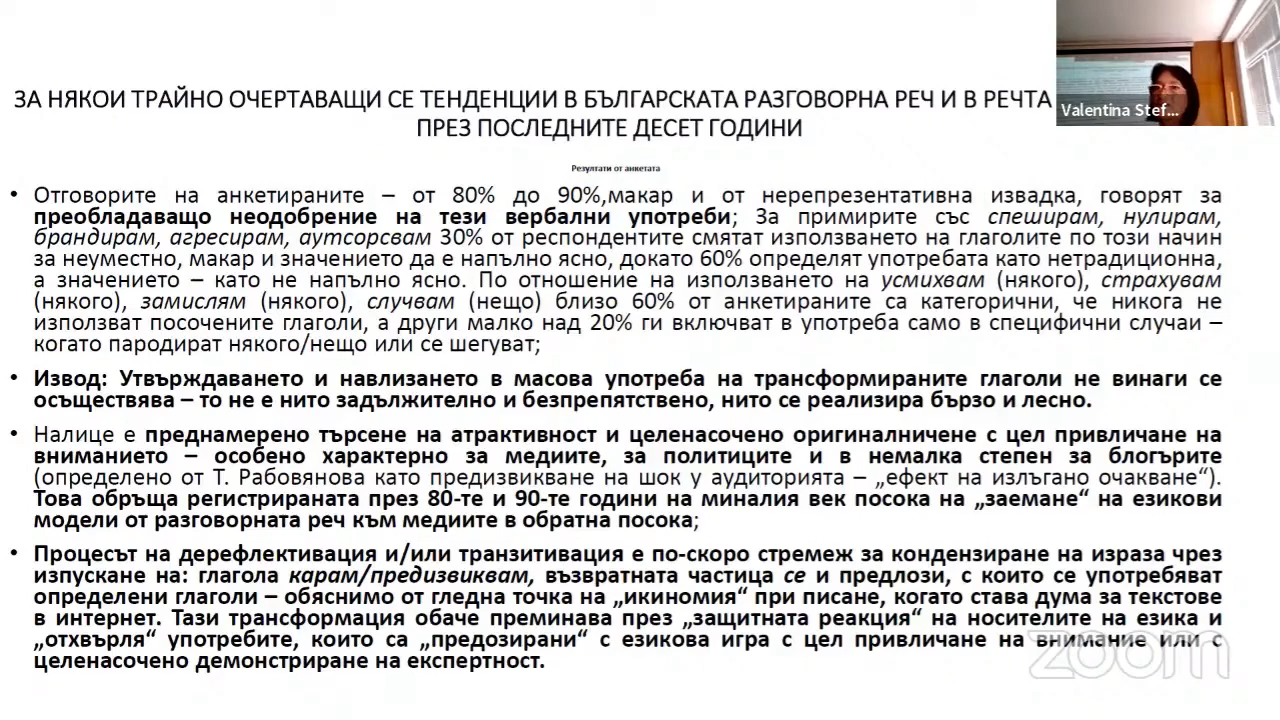 ЗА НЯКОИ ТРАЙНО ОЧЕРТАВАЩИ СЕ ТЕНДЕНЦИИ В БЪЛГАРСКАТА РАЗГОВОРНА РЕЧ И В РЕЧТА
ПРЕЗ ПОСЛЕДНИТЕ ДЕСЕТ ГОДИНИ
Valentina Stef...
Резултати от анкетата
• Отговорите на анкетираните – от 80% до 90%,макар и от нерепрезентативна извадка, говорят за
преобладаващо неодобрение на тези вербални употреби; За примирите със спеширам, нулирам,
брандирам, агресирам, аутсорсвам 30% от респондентите смятат използването на глаголите по този начин
за неуместно, макар и значението да е напълно ясно, докато 60% определят употребата като нетрадиционна,
а значението – като не напълно ясно. По отношение на използването на усмихвам (някого), страхувам
(някого), замислям (някого), случвам (нещо) близо 60% от анкетираните са категорични, че никога не
използват посочените глаголи, а други малко над 20% ги включват в употреба само в специфични случаи –
когато пародират някого/нещо или се шегуват;
• Извод: Утвърждаването и навлизането в масова употреба на трансформираните глаголи не винаги се
осъществява – то не е нито задължително и безпрепятствено, нито се реализира бързо и лесно.
• Налице е преднамерено търсене на атрактивност и целенасочено оригиналничене с цел привличане на
вниманието – особено характерно за медиите, за политиците и в немалка степен за блогърите
(определено от Т. Рабовянова като предизвикване на шок у аудиторията – „ефект на излъгано очакване“).
Това обръща регистрираната през 80-те и 90-те години на миналия век посока на „заемане“ на езикови
модели от разговорната реч към медиите в обратна посока;
• Процесът на дерефлективация и/или транзитивация е по-скоро стремеж за кондензиране на израза чрез
изпускане на: глагола карам/предизвиквам, възвратната частица се и предлози, с които се употребяват
определени глаголи – обяснимо от гледна точка на „икиномия“ при писане, когато става дума за текстове
в интернет. Тази трансформация обаче преминава през „защитната реакция“ на носителите на езика и
„отхвърля“ употребите, които са „предозирани“ с езикова игра с цел привличане на внимание или с
целенасочено демонстриране на експертност.
zoom